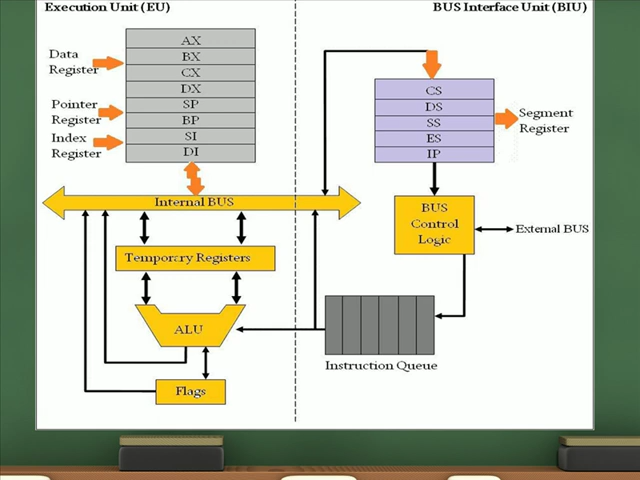 Execution Unit (EU)
BUS Interface Unit (BIU)
AX
BX
CX
DX
SP
BP
SI
DI
Data
Register
Pointer
Register
Index
Register
CS
DS
SS
ES
IP
Segment
Register
Internal BUS
BUS
Control
Logic
External BUS
Temporary Registers
ALU
Instruction Queue
Flags